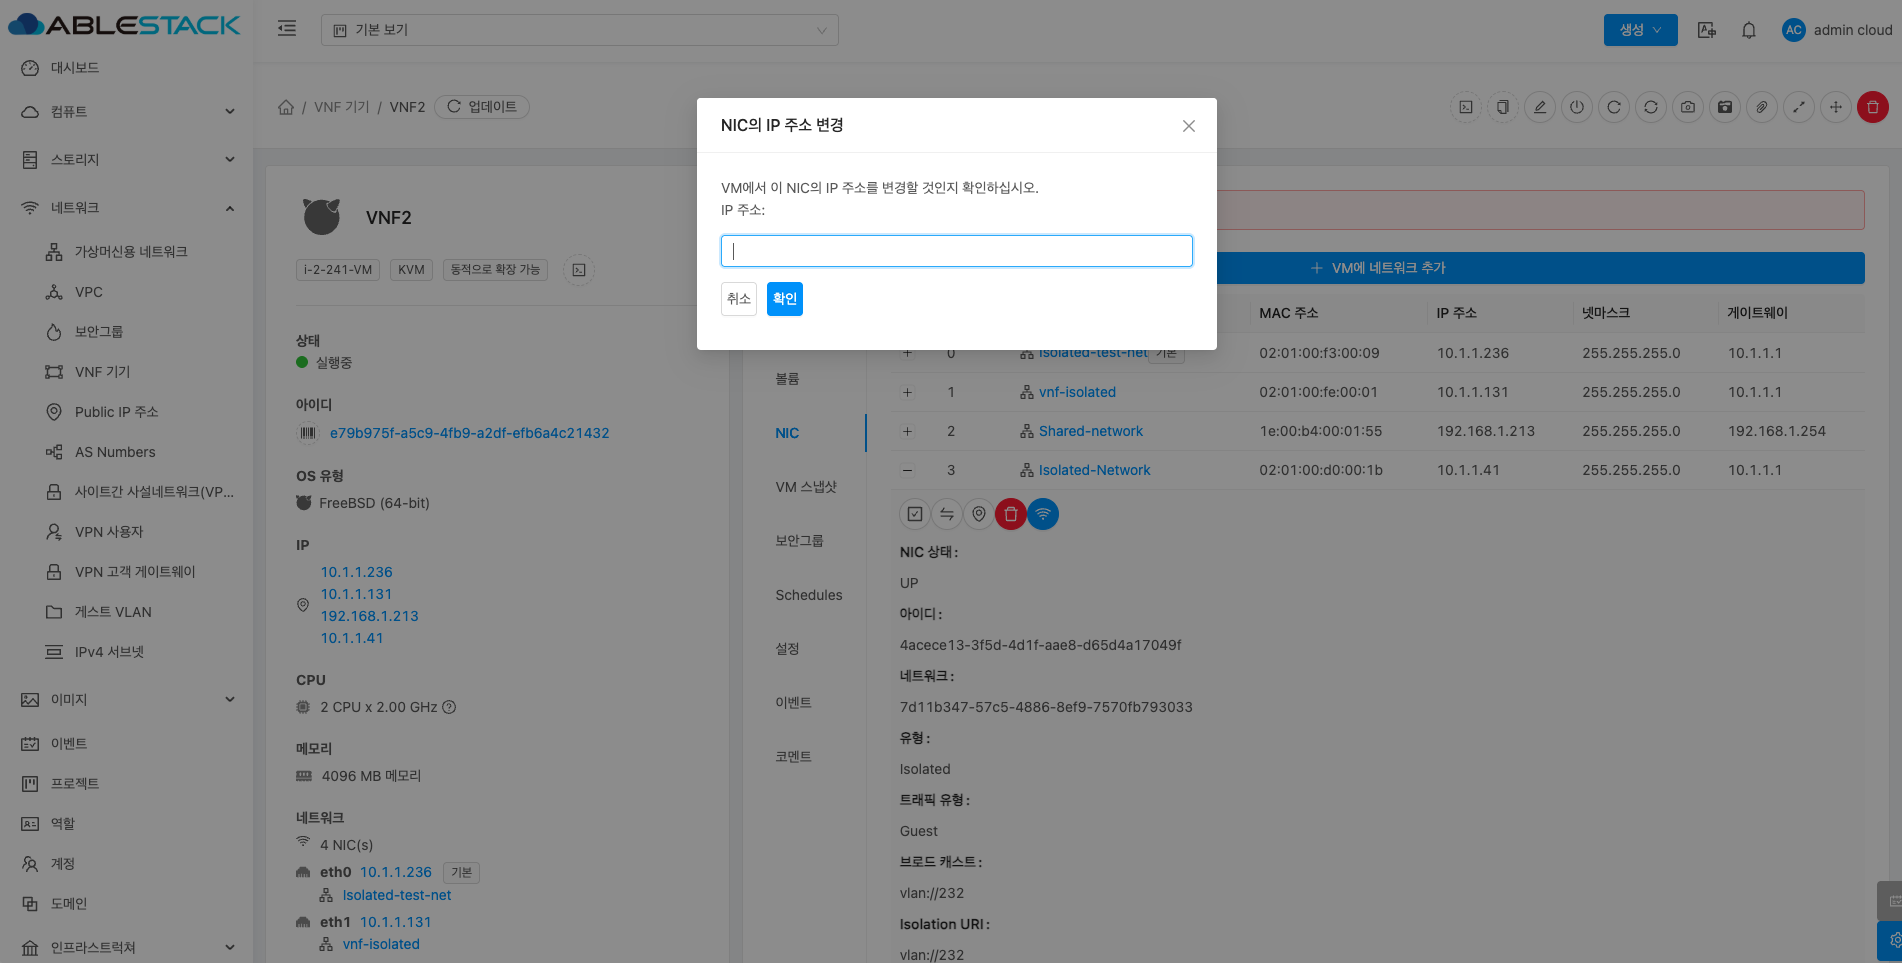 ABLESTACK
기본 보기
생성
AC
admin cloud
대시보드
컴퓨트
스토리지
네트워크
가상머신용 네트워크
VPC
보안그룹
VNF 기기
Public IP 주소
AS Numbers
사이트간 사설네트워크(VP...
VPN 사용자
VPN 고객 게이트웨이
게스트 VLAN
IPv4 서브넷
이미지
이벤트
프로젝트
역할
계정
도메인
인프라스트럭쳐
/ VNF 기기 / VNF2 업데이트
VNF2
i-2-241-VM KVM 동적으로 확장 가능
상태
실행중
아이디
e79b975f-a5c9-4fb9-a2df-efb6a4c21432
OS 유형
FreeBSD (64-bit)
IP
10.1.1.236
10.1.1.131
192.168.1.213
10.1.1.41
CPU
2 CPU x 2.00 GHz
메모리
4096 MB 메모리
네트워크
4 NIC(s)
eth0 10.1.1.236 기본
Isolated-test-net
eth1 10.1.1.131
vnf-isolated
NIC의 IP 주소 변경
VM에서 이 NIC의 IP 주소를 변경할 것인지 확인하십시오.
IP 주소:
취소 확인
볼륨
NIC
VM 스냅샷
보안그룹
Schedules
설정
이벤트
코멘트
VM에 네트워크 추가
MAC 주소 IP 주소 넷마스크 게이트웨이
0 Isolated-test-net 기본 02:01:00:f3:00:09 10.1.1.236 255.255.255.0 10.1.1.1
1 vnf-isolated 02:01:00:fe:00:01 10.1.1.131 255.255.255.0 10.1.1.1
2 Shared-network 1e:00:b4:00:01:55 192.168.1.213 255.255.255.0 192.168.1.254
3 Isolated-Network 02:01:00:d0:00:1b 10.1.1.41 255.255.255.0 10.1.1.1
NIC 상태 :
UP
아이디 :
4acece13-3f5d-4d1f-aae8-d65d4a17049f
네트워크 :
7d11b347-57c5-4886-8ef9-7570fb793033
유형 :
Isolated
트래픽 유형 :
Guest
브로드 캐스트 :
vlan://232
Isolation URI :
vlan://232